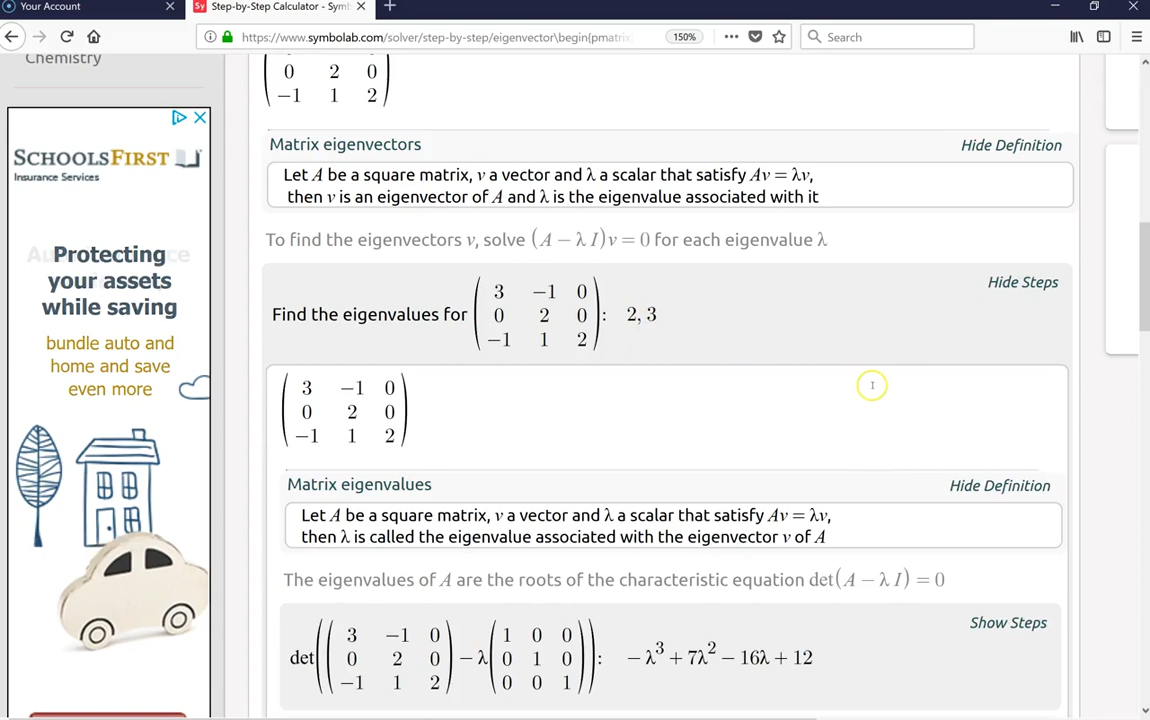 Your Account
Step-by-Step Calculator - Symb
https://www.symbolab.com/solver/step-by-step/eigenvector\begin{pmatrix
150%
Search
Chemistry
SCHOOLSFIRST
Insurance Services
Protecting
your assets
while saving
bundle auto and
home and save
even more
0 2 0
−1 1 2
Matrix eigenvectors
Hide Definition
Let A be a square matrix, v a vector and λ a scalar that satisfy Av = λv,
then v is an eigenvector of A and λ is the eigenvalue associated with it
To find the eigenvectors v, solve (A − λ I)v = 0 for each eigenvalue λ
Hide Steps
3 −1 0
Find the eigenvalues for 0 2 0 : 2, 3
−1 1 2
3 −1 0
0 2 0
−1 1 2
Matrix eigenvalues
Hide Definition
Let A be a square matrix, v a vector and λ a scalar that satisfy Av = λv,
then λ is called the eigenvalue associated with the eigenvector v of A
The eigenvalues of A are the roots of the characteristic equation det(A − λ I) = 0
Show Steps
3 −1 0 1 0 0
det 0 2 0 − λ 0 1 0 : − λ³ + 7λ² − 16λ + 12
−1 1 2 0 0 1